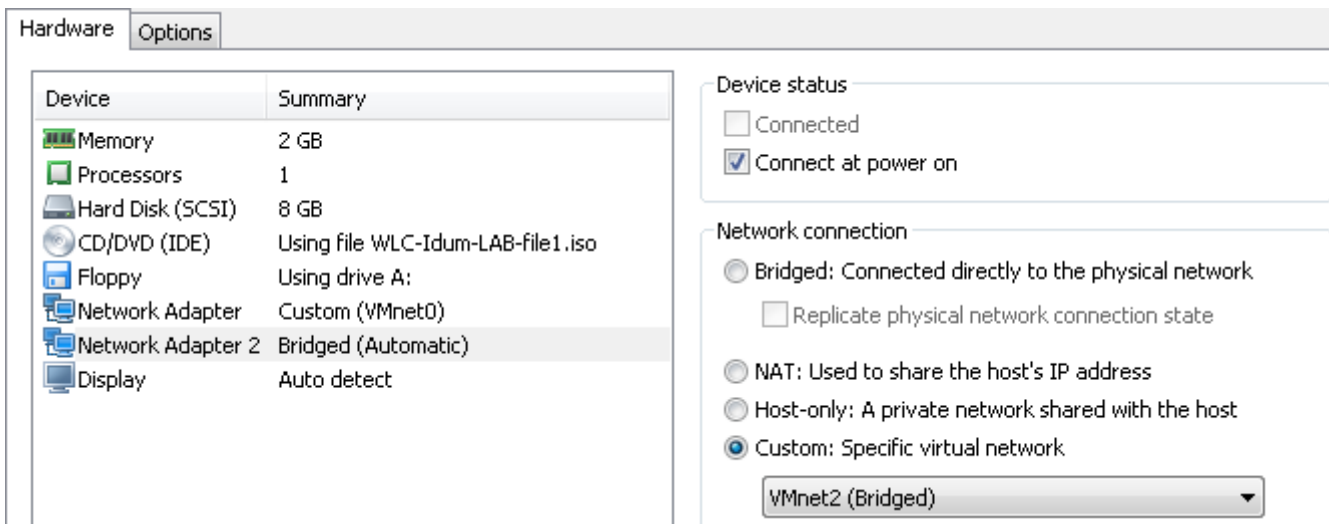 Hardware
Options
Device Summary
Memory 2 GB
Processors 1
Hard Disk (SCSI) 8 GB
CD/DVD (IDE) Using file WLC-Idum-LAB-file1.iso
Floppy Using drive A:
Network Adapter Custom (VMnet0)
Network Adapter 2 Bridged (Automatic)
Display Auto detect
Device status
Connected
Connect at power on
Network connection
Bridged: Connected directly to the physical network
Replicate physical network connection state
NAT: Used to share the host's IP address
Host-only: A private network shared with the host
Custom: Specific virtual network
VMnet2 (Bridged)